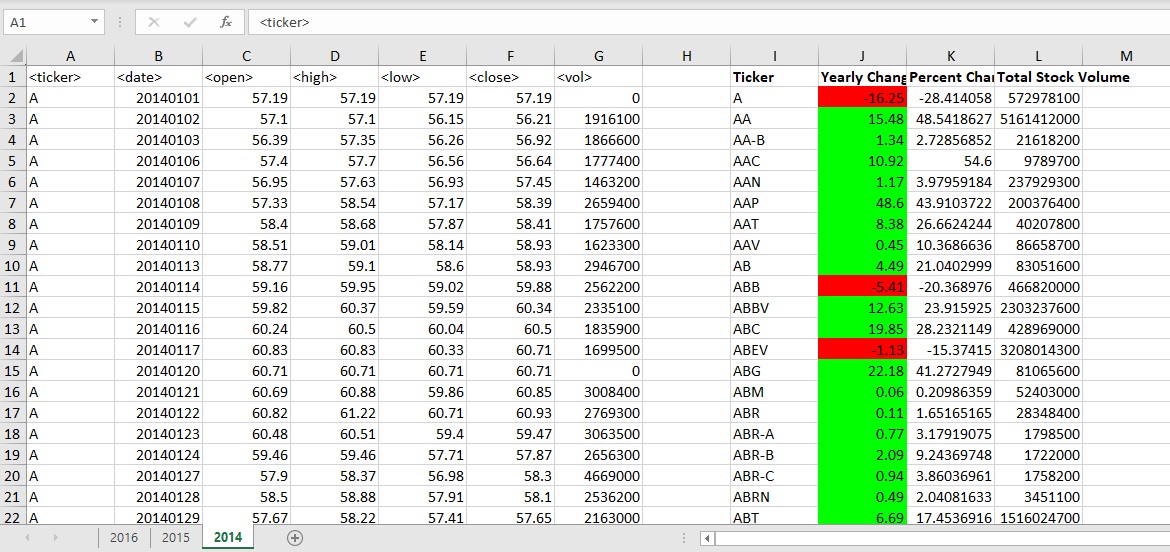 A1 fx <ticker>
A B C D E F G H I J K L M
1 <ticker> <date> <open> <high> <low> <close> <vol> Ticker Yearly Chang Percent Chan Total Stock Volume
2 A 20140101 57.19 57.19 57.19 57.19 0 A -16.25 -28.414058 572978100
3 A 20140102 57.1 57.1 56.15 56.21 1916100 AA 15.48 48.5418627 5161412000
4 A 20140103 56.39 57.35 56.26 56.92 1866600 AA-B 1.34 2.72856852 21618200
5 A 20140106 57.4 57.7 56.56 56.64 1777400 AAC 10.92 54.6 9789700
6 A 20140107 56.95 57.63 56.93 57.45 1463200 AAN 1.17 3.97959184 237929300
7 A 20140108 57.33 58.54 57.17 58.39 2659400 AAP 48.6 43.9103722 200376400
8 A 20140109 58.4 58.68 57.87 58.41 1757600 AAT 8.38 26.6624244 40207800
9 A 20140110 58.51 59.01 58.14 58.93 1623300 AAV 0.45 10.3686636 86658700
10 A 20140113 58.77 59.1 58.6 58.93 2946700 AB 4.49 21.0402999 83051600
11 A 20140114 59.16 59.95 59.02 59.88 2562200 ABB -5.41 -20.368976 466820000
12 A 20140115 59.82 60.37 59.59 60.34 2335100 ABBV 12.63 23.915925 2303237600
13 A 20140116 60.24 60.5 60.04 60.5 1835900 ABC 19.85 28.2321149 428969000
14 A 20140117 60.83 60.83 60.33 60.71 1699500 ABEV -1.13 -15.37415 3208014300
15 A 20140120 60.71 60.71 60.71 60.71 0 ABG 22.18 41.2727949 81065600
16 A 20140121 60.69 60.88 59.86 60.85 3008400 ABM 0.06 0.20986359 52403000
17 A 20140122 60.82 61.22 60.71 60.93 2769300 ABR 0.11 1.65165165 28348400
18 A 20140123 60.48 60.51 59.4 59.47 3063500 ABR-A 0.77 3.17919075 1798500
19 A 20140124 59.46 59.46 57.71 57.87 2656300 ABR-B 2.09 9.24369748 1722000
20 A 20140127 57.9 58.37 56.98 58.3 4669000 ABR-C 0.94 3.86036961 1758200
21 A 20140128 58.5 58.88 57.91 58.1 2536200 ABRN 0.49 2.04081633 3451100
22 A 20140129 57.67 58.22 57.41 57.65 2163000 ABT 6.69 17.4536916 1516024700
2016 2015 2014